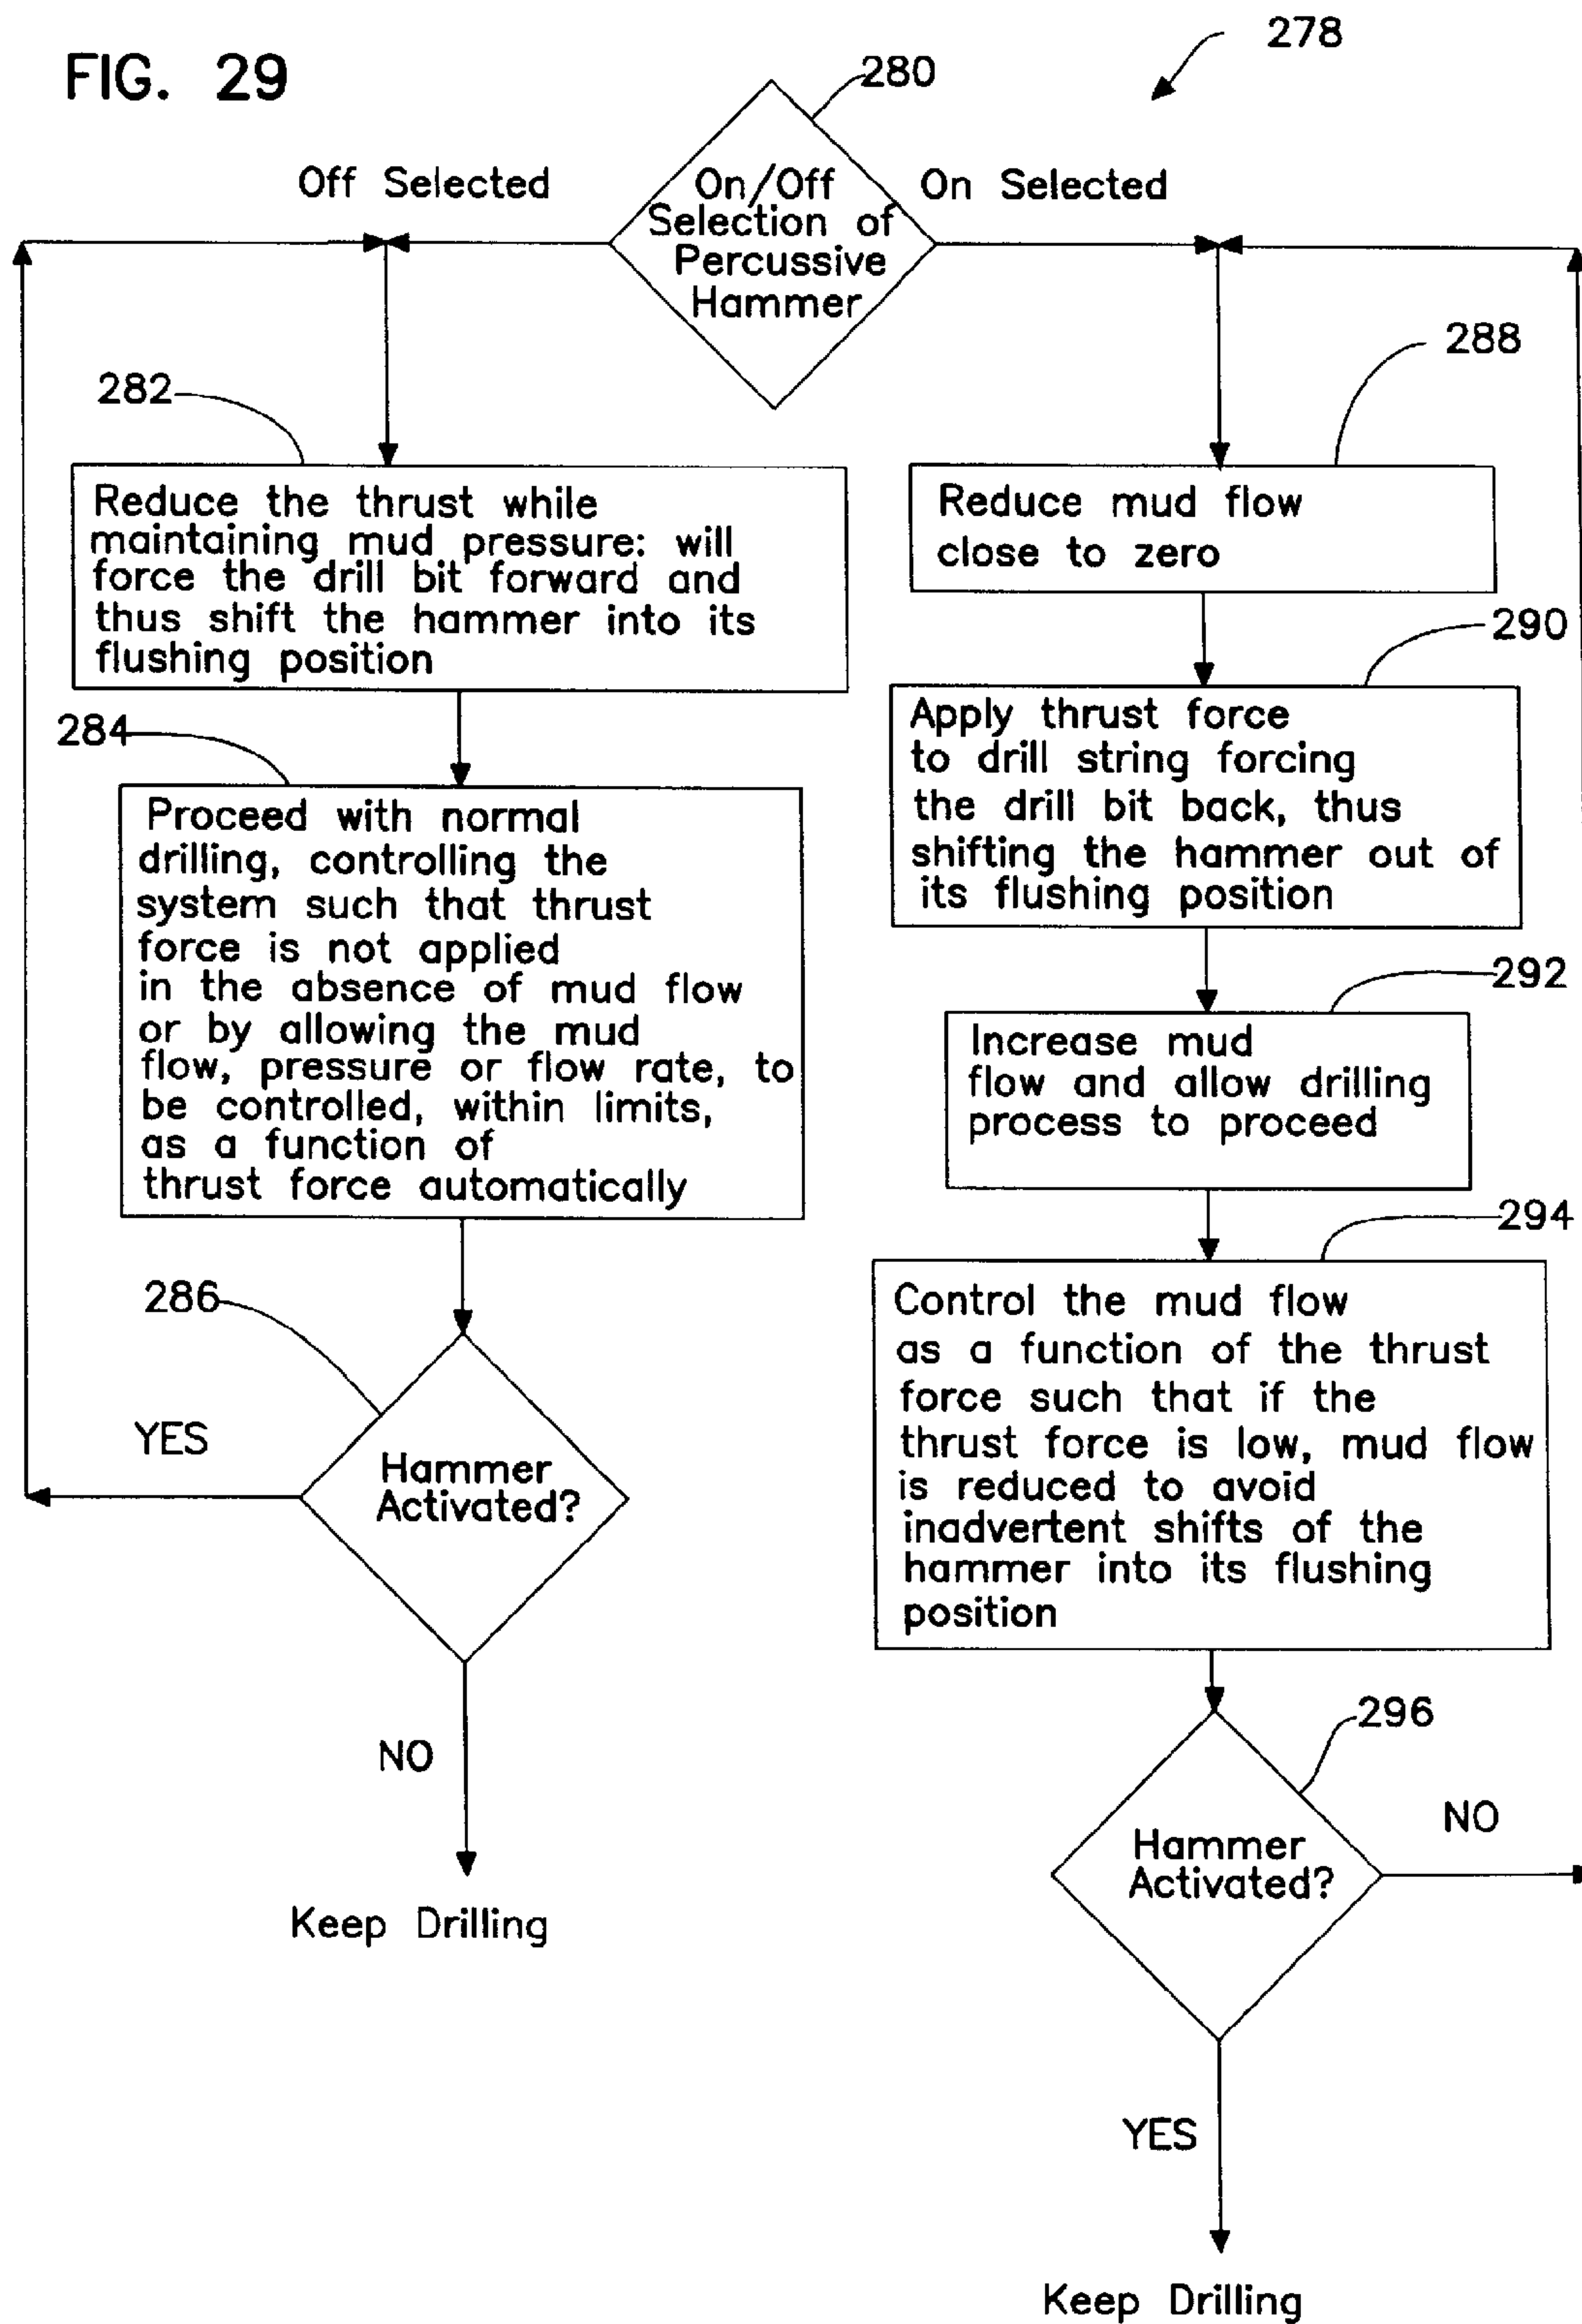 FIG. 29
278
280
Off Selected
On/Off
Selection of
Percussive
Hammer
On Selected
282
Reduce the thrust while
maintaining mud pressure: will
force the drill bit forward and
thus shift the hammer into its
flushing position
284
Proceed with normal
drilling, controlling the
system such that thrust
force is not applied
in the absence of mud flow
or by allowing the mud
flow, pressure or flow rate, to
be controlled, within limits,
as a function of
thrust force automatically
286
YES
Hammer
Activated?
NO
Keep Drilling
288
Reduce mud flow
close to zero
290
Apply thrust force
to drill string forcing
the drill bit back, thus
shifting the hammer out of
its flushing position
292
Increase mud
flow and allow drilling
process to proceed
294
Control the mud flow
as a function of the thrust
force such that if the
thrust force is low, mud flow
is reduced to avoid
inadvertent shifts of the
hammer into its flushing
position
296
Hammer
Activated?
NO
YES
Keep Drilling